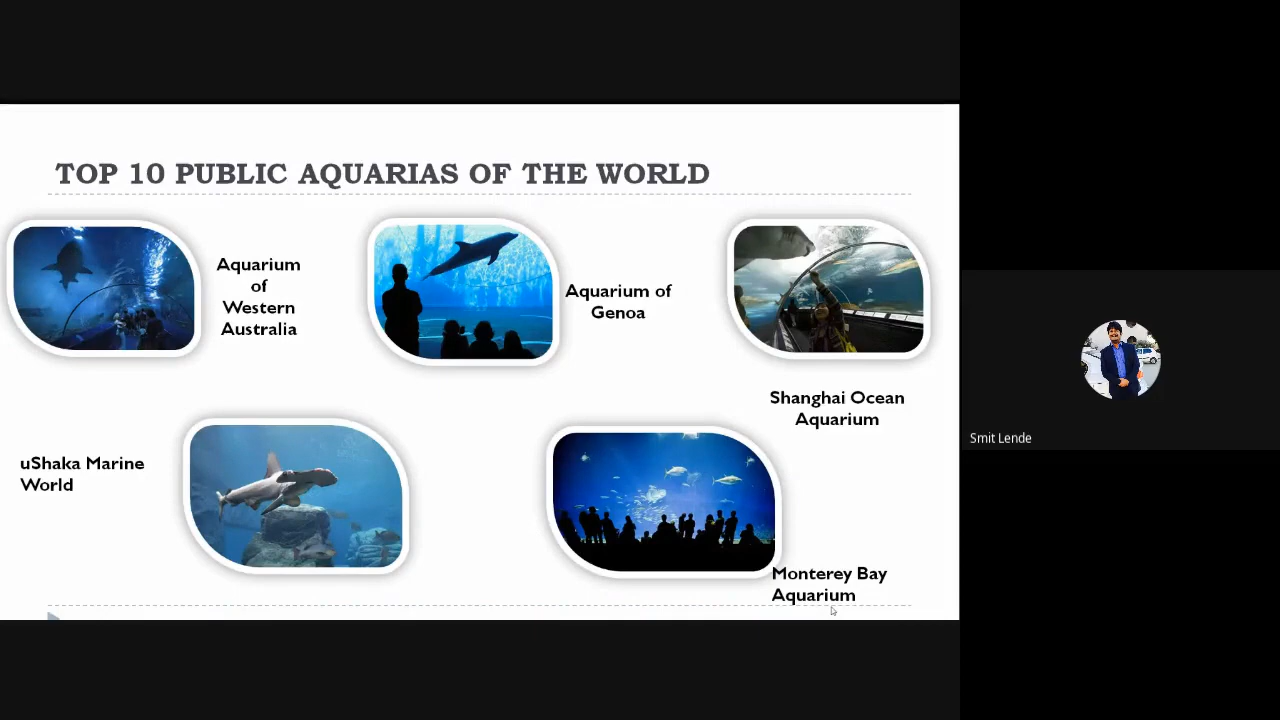 TOP 10 PUBLIC AQUARIAS OF THE WORLD
Aquarium
of
Western
Australia
Aquarium of
Genoa
Shanghai Ocean
Aquarium
uShaka Marine
World
Monterey Bay
Aquarium
Smit Lende